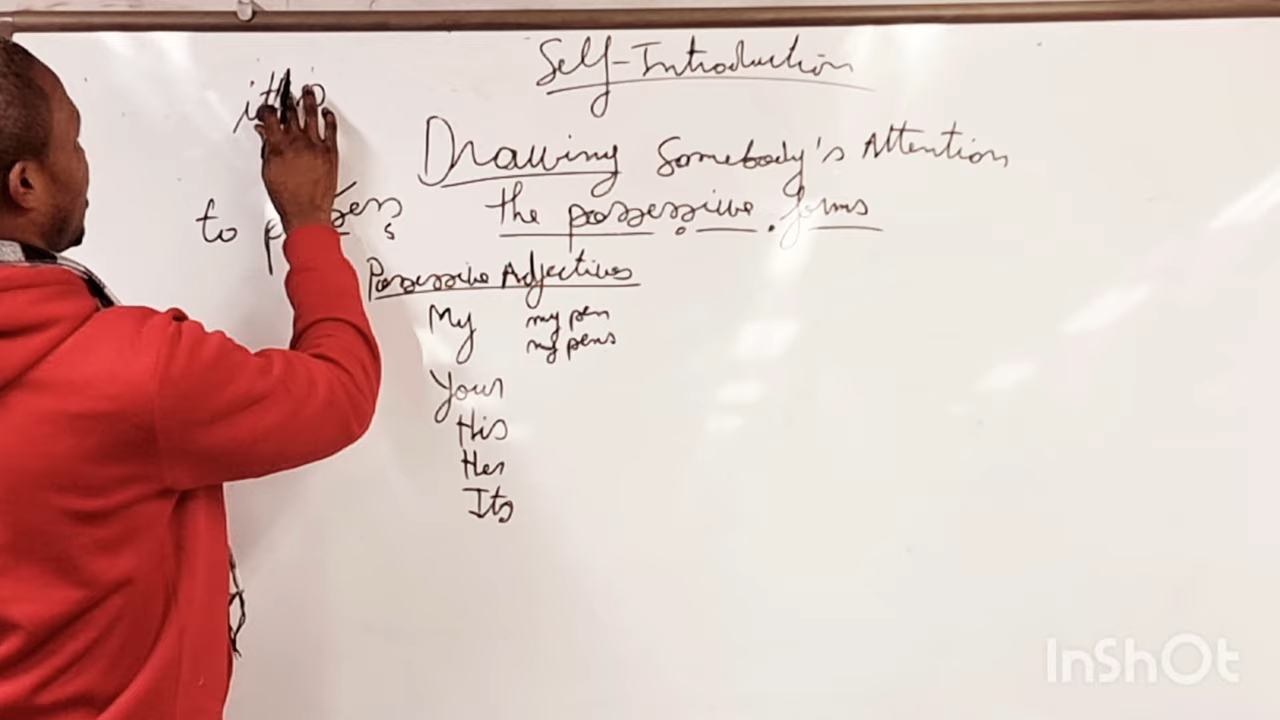 Self-Introduction
Drawing Somebody's Attention
to
the possessive forms
Possessive Adjectives
My my pen
my pens
Your
His
Her
Its
InShOt